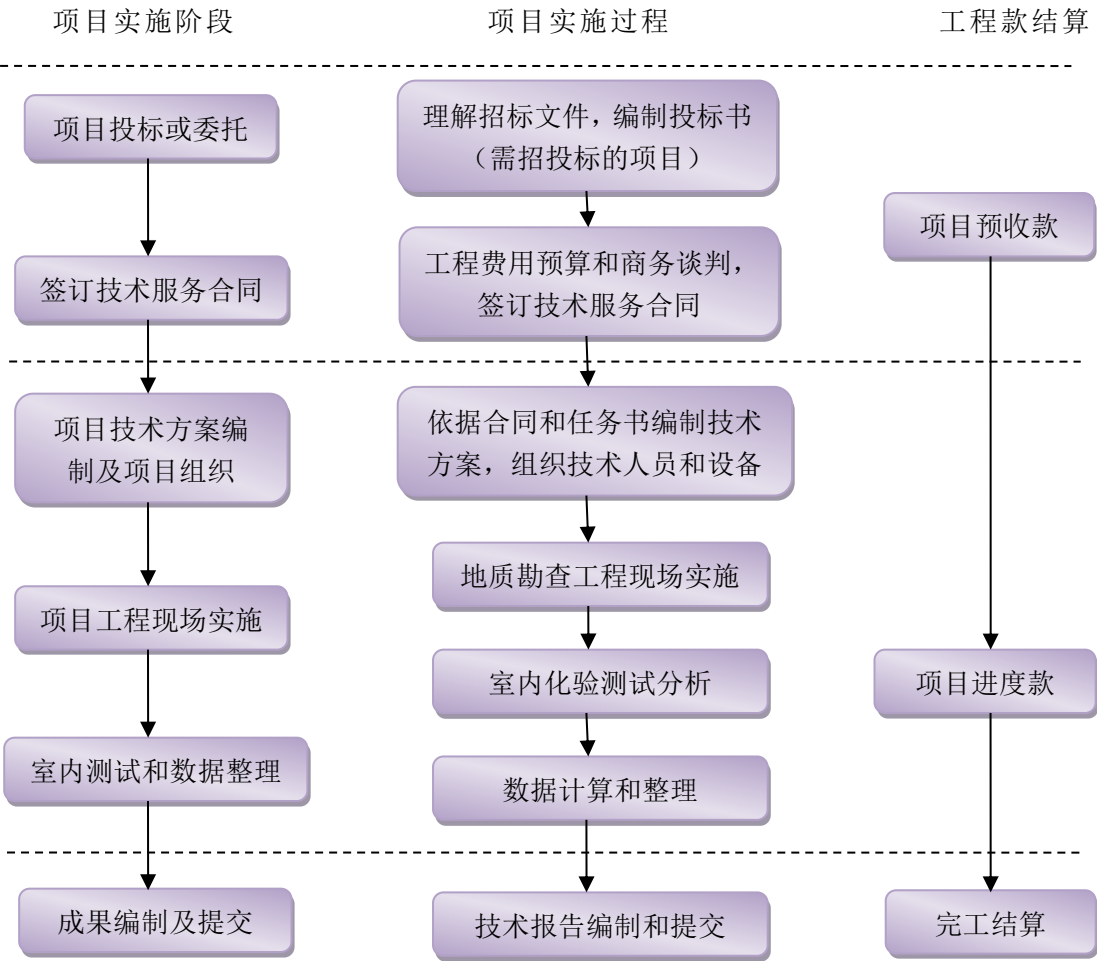 项目实施阶段
项目实施过程
工程款结算
项目投标或委托
理解招标文件，编制投标书
（需招投标的项目）
项目预收款
签订技术服务合同
工程费用预算和商务谈判，
签订技术服务合同
项目技术方案编
制及项目组织
依据合同和任务书编制技术
方案，组织技术人员和设备
地质勘查工程现场实施
项目工程现场实施
室内化验测试分析
项目进度款
室内测试和数据整理
数据计算和整理
成果编制及提交
技术报告编制和提交
完工结算